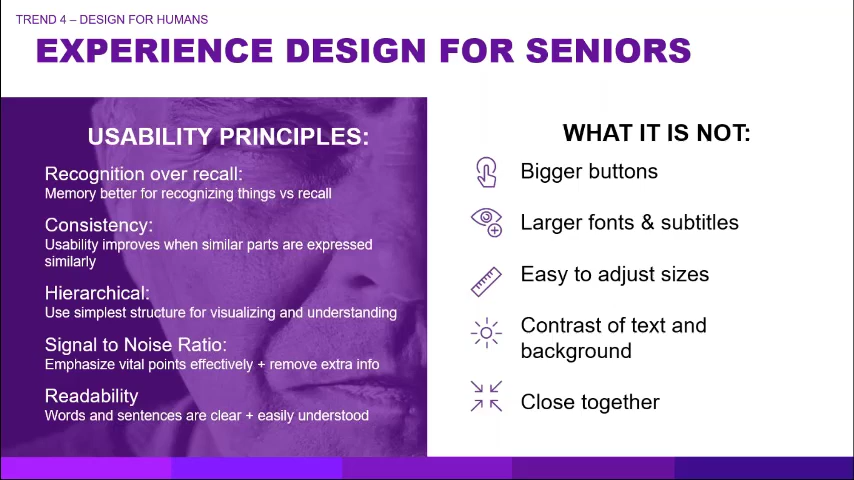 TREND 4 – DESIGN FOR HUMANS
EXPERIENCE DESIGN FOR SENIORS
USABILITY PRINCIPLES:
Recognition over recall:
Memory better for recognizing things vs recall
Consistency:
Usability improves when similar parts are expressed
similarly
Hierarchical:
Use simplest structure for visualizing and understanding
Signal to Noise Ratio:
Emphasize vital points effectively + remove extra info
Readability
Words and sentences are clear + easily understood
WHAT IT IS NOT:
Bigger buttons
Larger fonts & subtitles
Easy to adjust sizes
Contrast of text and
background
Close together